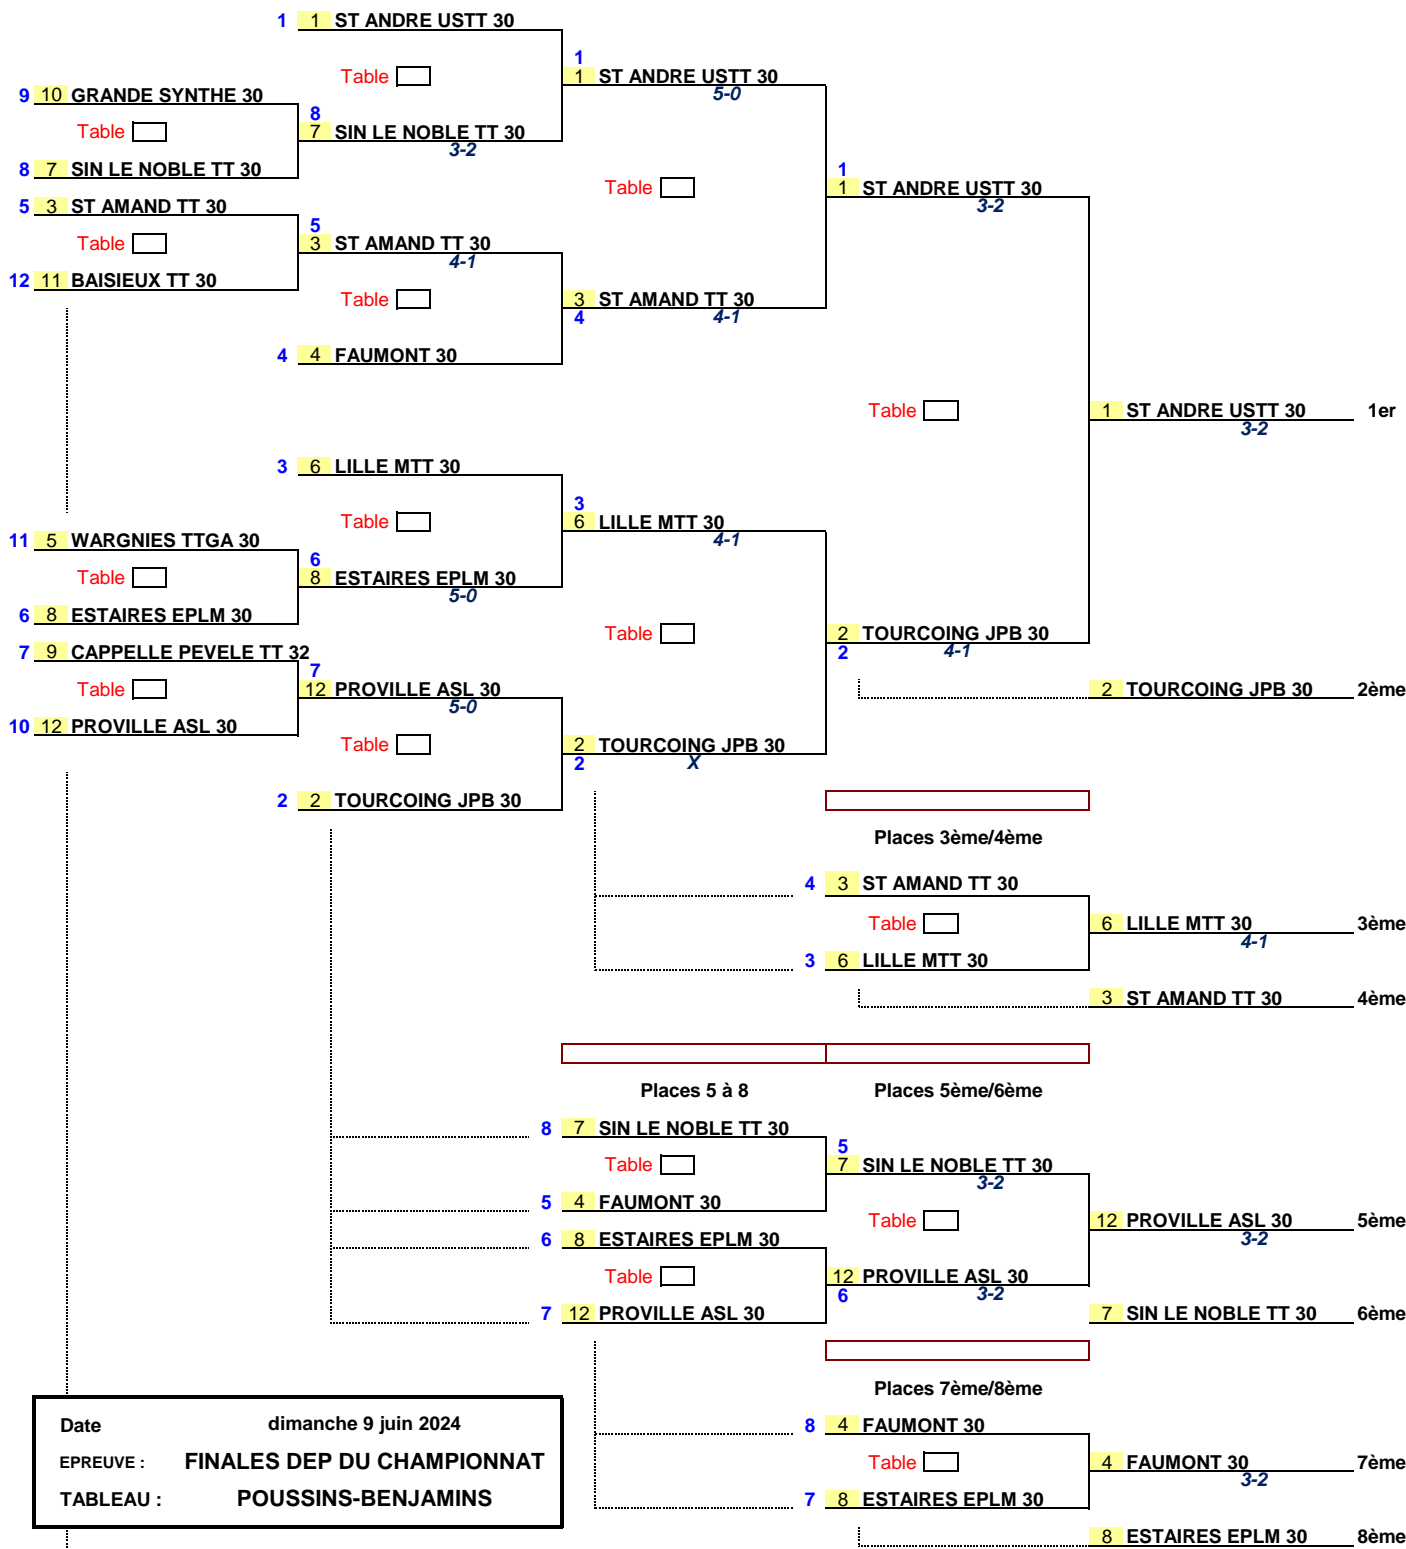 1 1 ST ANDRE USTT 30
1
Table
1 ST ANDRE USTT 30
5-0
9 10 GRANDE SYNTHE 30
8
Table
7 SIN LE NOBLE TT 30
3-2
8 7 SIN LE NOBLE TT 30
1
Table
1 ST ANDRE USTT 30
3-2
5 3 ST AMAND TT 30
5
Table
3 ST AMAND TT 30
4-1
12 11 BAISIEUX TT 30
Table
3 ST AMAND TT 30
4
4-1
4 4 FAUMONT 30
Table
1 ST ANDRE USTT 30 1er
3-2
3 6 LILLE MTT 30
3
Table
6 LILLE MTT 30
4-1
11 5 WARGNIES TTGA 30
6
Table
8 ESTAIRES EPLM 30
5-0
6 8 ESTAIRES EPLM 30
Table
2 TOURCOING JPB 30
2
4-1
7 9 CAPPELLE PEVELE TT 32
7
Table
12 PROVILLE ASL 30
5-0
2 TOURCOING JPB 30 2ème
10 12 PROVILLE ASL 30
Table
2 TOURCOING JPB 30
2
X
2 2 TOURCOING JPB 30
Places 3ème/4ème
4 3 ST AMAND TT 30
Table
6 LILLE MTT 30 3ème
4-1
3 6 LILLE MTT 30
3 ST AMAND TT 30 4ème
Places 5 à 8
Places 5ème/6ème
8 7 SIN LE NOBLE TT 30
5
Table
7 SIN LE NOBLE TT 30
3-2
5 4 FAUMONT 30
Table
12 PROVILLE ASL 30 5ème
3-2
6 8 ESTAIRES EPLM 30
Table
12 PROVILLE ASL 30
6
3-2
7 12 PROVILLE ASL 30
7 SIN LE NOBLE TT 30 6ème
Places 7ème/8ème
8 4 FAUMONT 30
Table
4 FAUMONT 30 7ème
3-2
7 8 ESTAIRES EPLM 30
8 ESTAIRES EPLM 30 8ème
Date dimanche 9 juin 2024
EPREUVE : FINALES DEP DU CHAMPIONNAT
TABLEAU : POUSSINS-BENJAMINS